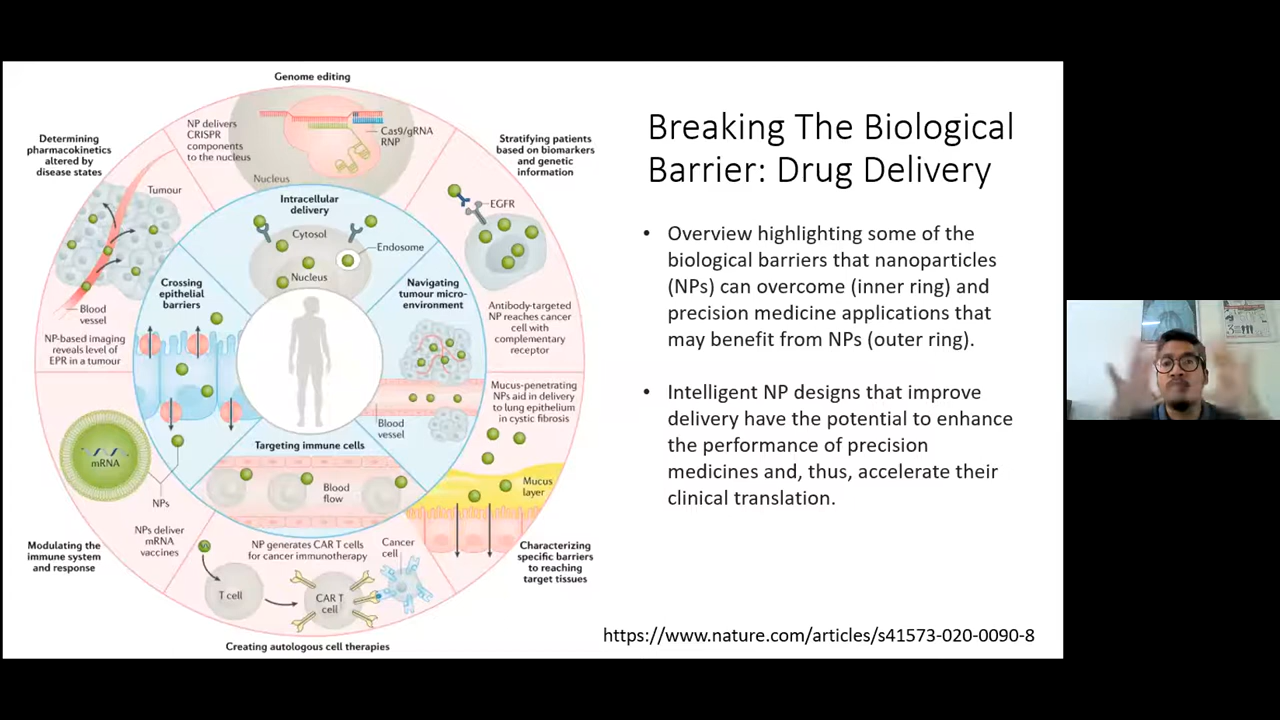 Genome editing
NP delivers
CRISPR
components
to the nucleus
Cas9/gRNA
RNP
Nucleus
Determining
pharmacokinetics
altered by
disease states
Tumour
Blood
vessel
NP-based imaging
reveals level of
EPR in a tumour
Stratifying patients
based on biomarkers
and genetic
information
EGFR
Antibody-targeted
NP reaches cancer
cell with
complementary
receptor
Intracellular
delivery
Cytosol
Endosome
Nucleus
Crossing
epithelial
barriers
Navigating
tumour micro-
environment
Blood
vessel
Targeting immune cells
Blood
flow
Mucus-penetrating
NPs aid in delivery
to lung epithelium
in cystic fibrosis
Mucus
layer
Characterizing
specific barriers
to reaching
target tissues
mRNA
NPs
NPs deliver
mRNA
vaccines
Modulating the
immune system
and response
NP generates CAR T cells
for cancer immunotherapy
Cancer
cell
T cell
CAR T
cell
Creating autologous cell therapies
Breaking The Biological
Barrier: Drug Delivery
• Overview highlighting some of the
biological barriers that nanoparticles
(NPs) can overcome (inner ring) and
precision medicine applications that
may benefit from NPs (outer ring).
• Intelligent NP designs that improve
delivery have the potential to enhance
the performance of precision
medicines and, thus, accelerate their
clinical translation.
https://www.nature.com/articles/s41573-020-0090-8